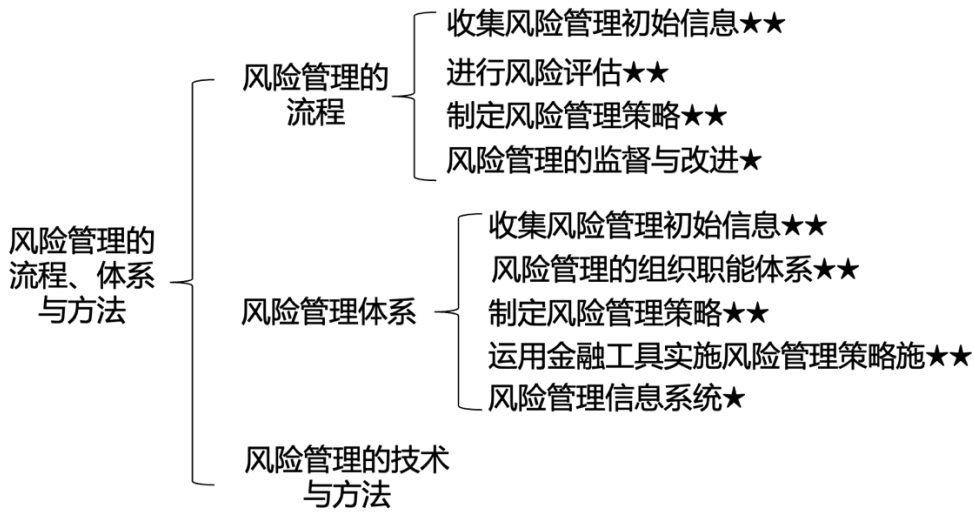 风险管理的
流程、体系
与方法
风险管理的
流程
收集风险管理初始信息★★
进行风险评估★★
制定风险管理策略★★
风险管理的监督与改进★
风险管理体系
收集风险管理初始信息★★
风险管理的组织职能体系★★
制定风险管理策略★★
运用金融工具实施风险管理策略施★★
风险管理信息系统★
风险管理的技术
与方法